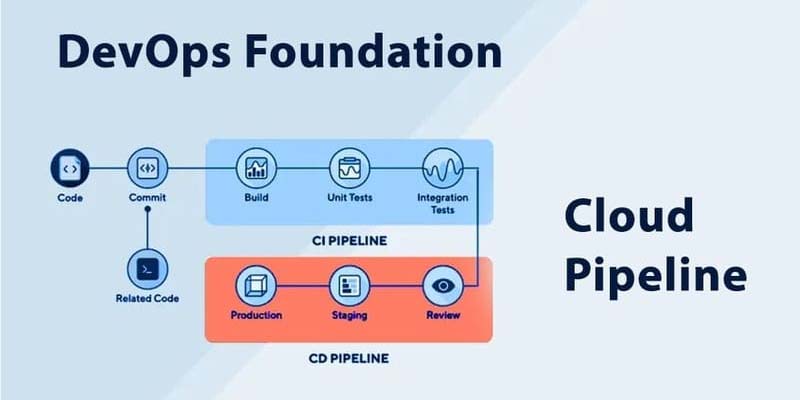 DevOps Foundation
Code
Commit
Build
Unit Tests
Integration
Tests
CI PIPELINE
Related Code
Production
Staging
Review
CD PIPELINE
Cloud
Pipeline